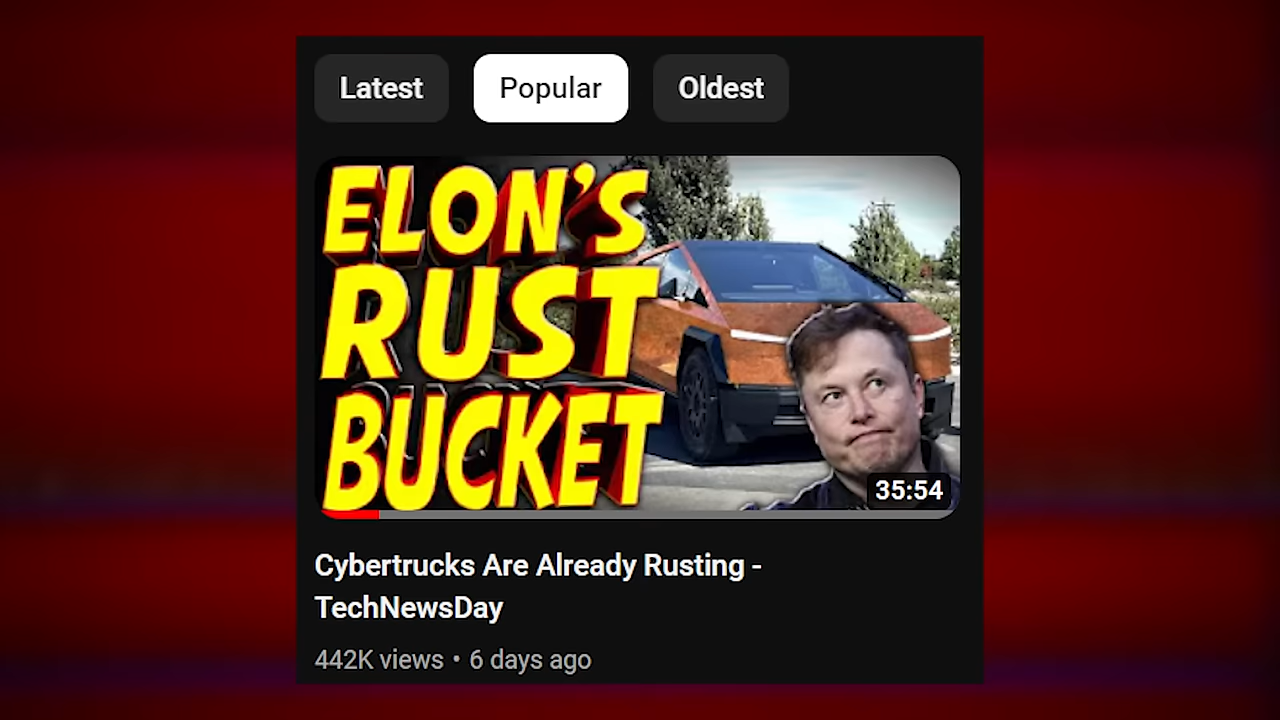 Latest
Popular
Oldest
ELON'S
RUST
BUCKET
35:54
Cybertrucks Are Already Rusting -
TechNewsDay
442K views • 6 days ago